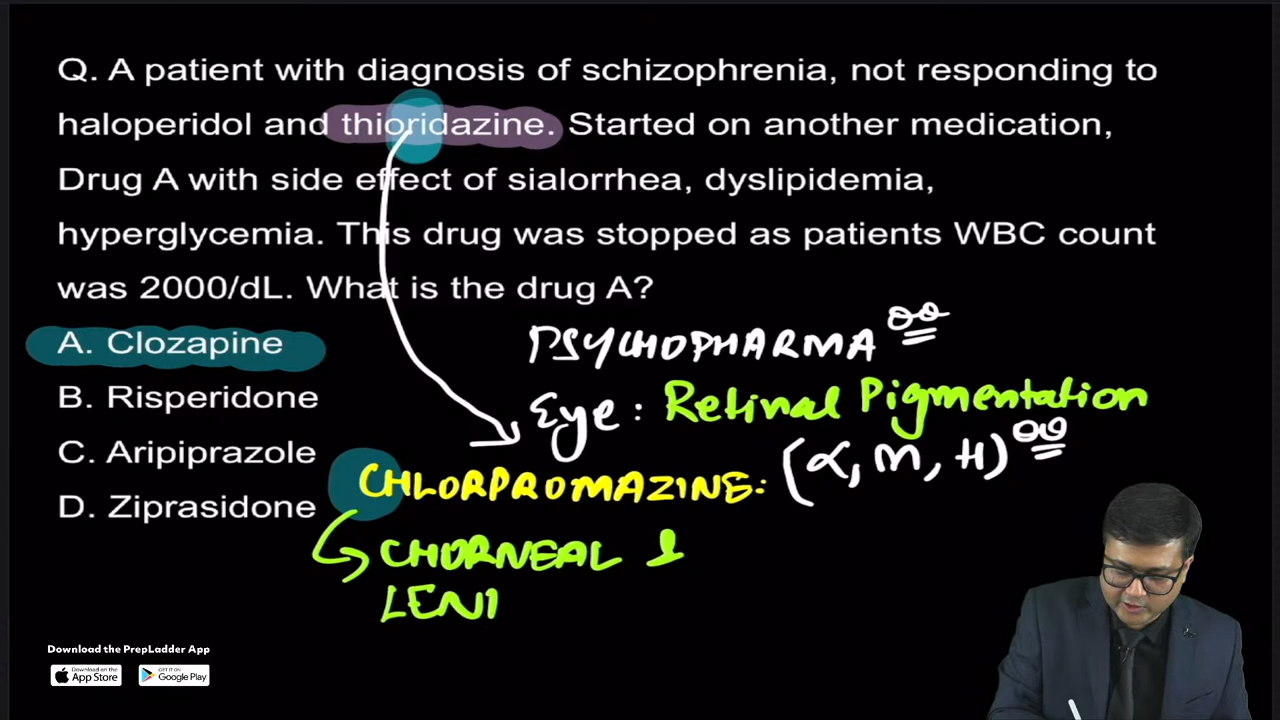 Q. A patient with diagnosis of schizophrenia, not responding to
haloperidol and thioridazine. Started on another medication,
Drug A with side effect of sialorrhea, dyslipidemia,
hyperglycemia. This drug was stopped as patients WBC count
was 2000/dL. What is the drug A?
A. Clozapine
B. Risperidone
C. Aripiprazole
D. Ziprasidone
PSYCHOPHARMA
Eye: Retinal Pigmentation
CHLORPROMAZINE: (α, M, H)
CHORNEAL &
LENI
Download the PrepLadder App
Download on the App Store
GET IT ON Google Play